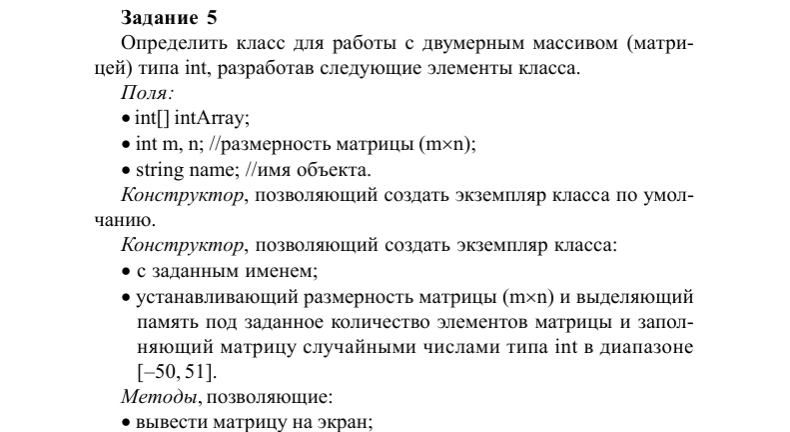 Задание 5
Определить класс для работы с двумерным массивом (матри-
цей) типа int, разработав следующие элементы класса.
Поля:
• int[] intArray;
• int m, n; //размерность матрицы (m×n);
• string name; //имя объекта.
Конструктор, позволяющий создать экземпляр класса по умол-
чанию.
Конструктор, позволяющий создать экземпляр класса:
• с заданным именем;
• устанавливающий размерность матрицы (m×n) и выделяющий
память под заданное количество элементов матрицы и запол-
няющий матрицу случайными числами типа int в диапазоне
[–50, 51].
Методы, позволяющие:
• вывести матрицу на экран;